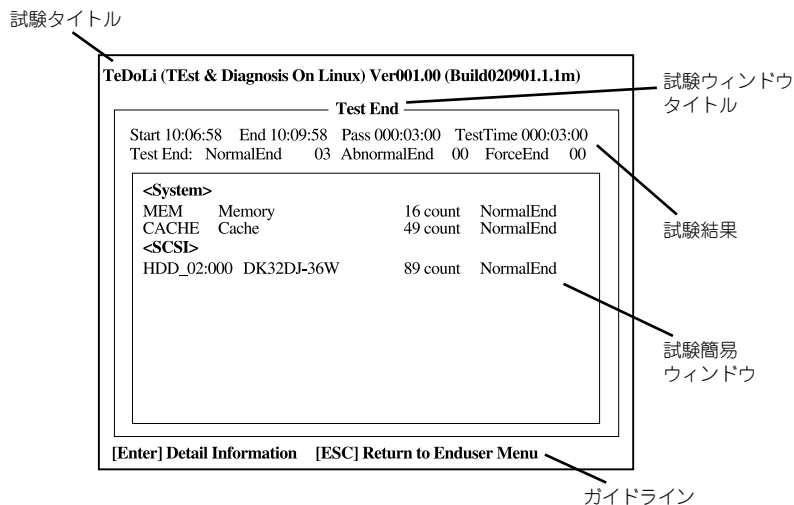 試験タイトル
TeDoLi (TEst & Diagnosis On Linux) Ver001.00 (Build020901.1.1m)
試験ウィンドウ
タイトル
Test End
Start 10:06:58 End 10:09:58 Pass 000:03:00 TestTime 000:03:00
Test End: NormalEnd 03 AbnormalEnd 00 ForceEnd 00
試験結果
<System>
MEM Memory 16 count NormalEnd
CACHE Cache 49 count NormalEnd
<SCSI>
HDD_02:000 DK32DJ-36W 89 count NormalEnd
試験簡易
ウィンドウ
[Enter] Detail Information [ESC] Return to Enduser Menu
ガイドライン